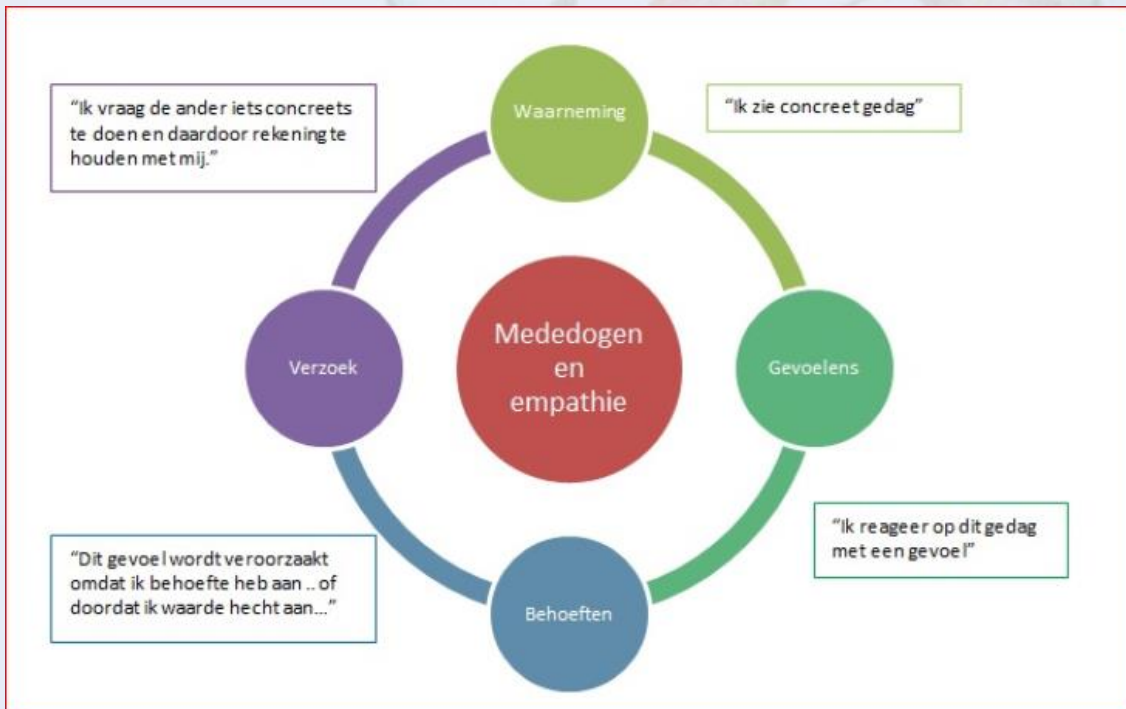 Waarneming
"Ik zie concreet gedag"
Gevoelens
"Ik reageer op dit gedag
met een gevoel"
Behoeften
"Dit gevoel wordt veroorzaakt
omdat ik behoefte heb aan .. of
doordat ik waarde hecht aan..."
Verzoek
"Ik vraag de ander iets concreets
te doen en daardoor rekening te
houden met mij."
Mededogen
en
empathie